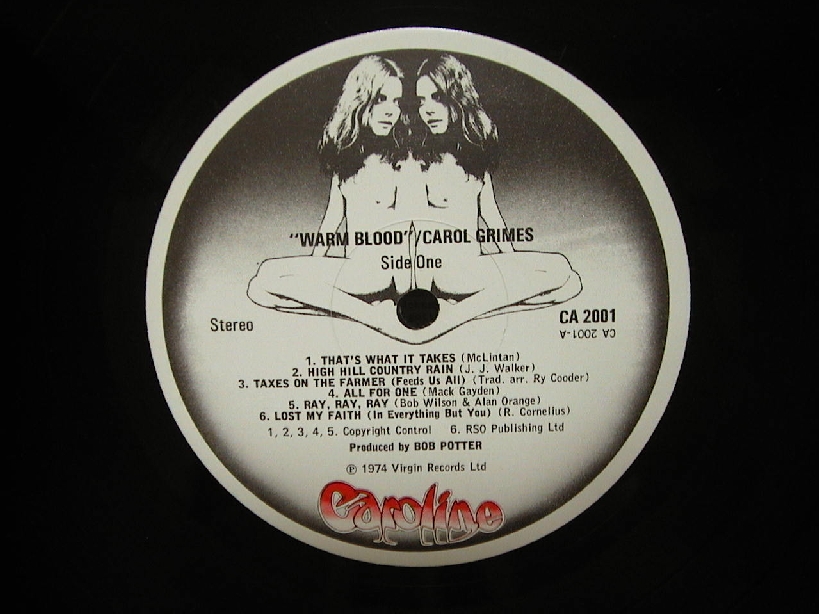 "WARM BLOOD"/CAROL GRIMES
Side One
Stereo
CA 2001
CA 2001-A
1. THAT'S WHAT IT TAKES (McLintan)
2. HIGH HILL COUNTRY RAIN (J. J. Walker)
3. TAXES ON THE FARMER (Feeds Us All) (Trad. arr. Ry Cooder)
4. ALL FOR ONE (Mack Gayden)
5. RAY, RAY, RAY (Bob Wilson & Alan Orange)
6. LOST MY FAITH (In Everything But You) (R. Cornelius)
1, 2, 3, 4, 5. Copyright Control 6. RSO Publishing Ltd
Produced by BOB POTTER
℗ 1974 Virgin Records Ltd
Caroline